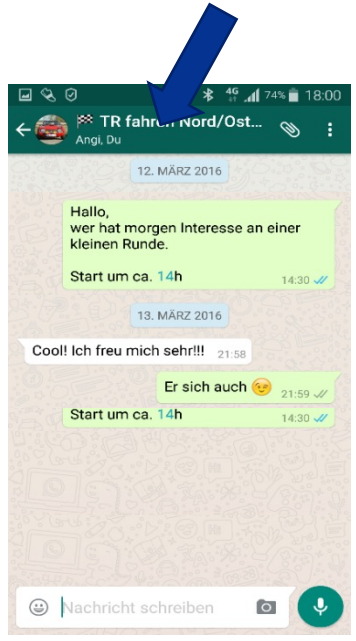 4G 74% 18:00
TR fahren Nord/Ost...
Angi, Du
12. MÄRZ 2016
Hallo,
wer hat morgen Interesse an einer
kleinen Runde.
Start um ca. 14h
14:30
13. MÄRZ 2016
Cool! Ich freu mich sehr!!! 21:58
Er sich auch 21:59
Start um ca. 14h 14:30
Nachricht schreiben